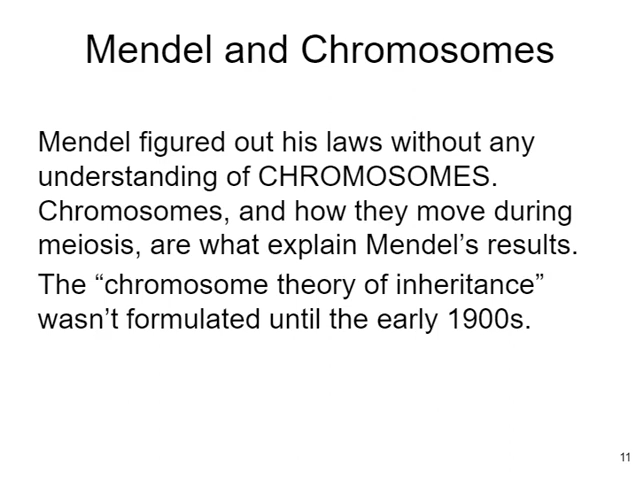 Mendel and Chromosomes
Mendel figured out his laws without any
understanding of CHROMOSOMES.
Chromosomes, and how they move during
meiosis, are what explain Mendel’s results.
The “chromosome theory of inheritance”
wasn’t formulated until the early 1900s.
11